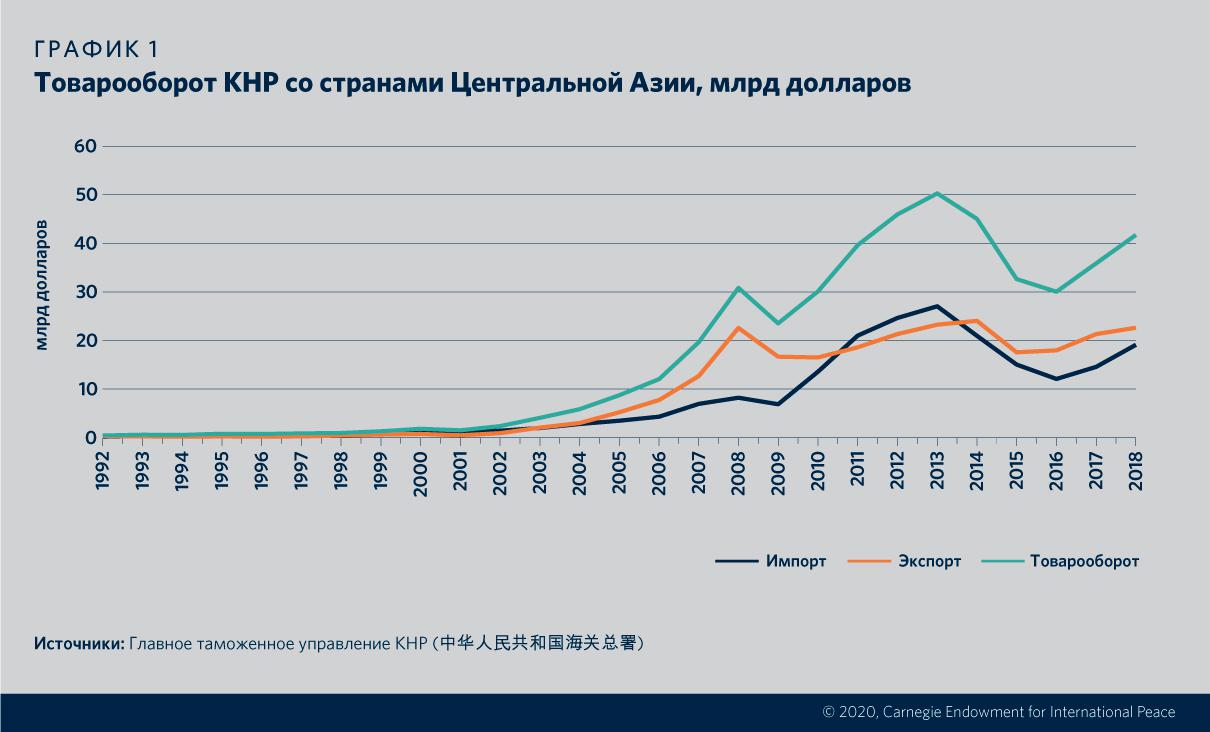 ГРАФИК 1
Товарооборот КНР со странами Центральной Азии, млрд долларов
млрд долларов
60
50
40
30
20
10
0
1992 1993 1994 1995 1996 1997 1998 1999 2000 2001 2002 2003 2004 2005 2006 2007 2008 2009 2010 2011 2012 2013 2014 2015 2016 2017 2018
Импорт Экспорт Товарооборот
Источники: Главное таможенное управление КНР (中华人民共和国海关总署)
© 2020, Carnegie Endowment for International Peace